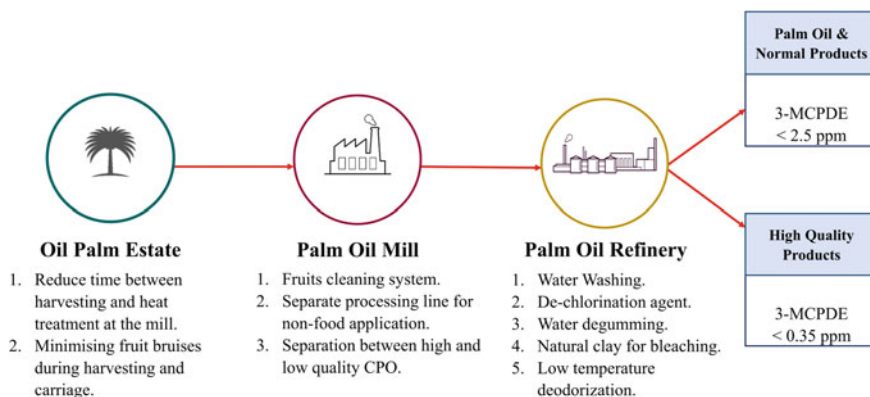 Oil Palm Estate
1. Reduce time between
harvesting and heat
treatment at the mill.
2. Minimising fruit bruises
during harvesting and
carriage.
Palm Oil Mill
1. Fruits cleaning system.
2. Separate processing line for
non-food application.
3. Separation between high and
low quality CPO.
Palm Oil Refinery
1. Water Washing.
2. De-chlorination agent.
3. Water degumming.
4. Natural clay for bleaching.
5. Low temperature
deodorization.
Palm Oil &
Normal Products
3-MCPDE
< 2.5 ppm
High Quality
Products
3-MCPDE
< 0.35 ppm